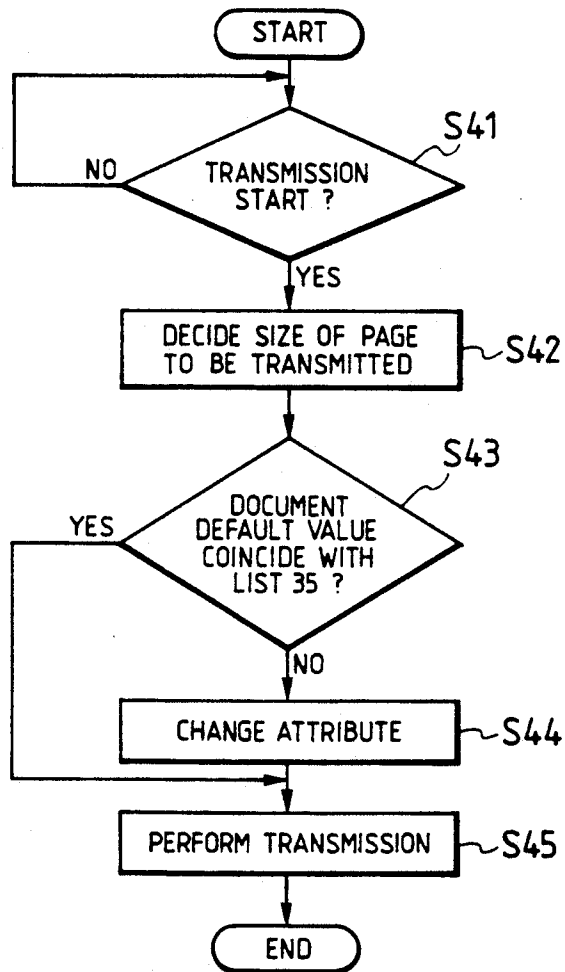 START
S41
NO
TRANSMISSION
START ?
YES
DECIDE SIZE OF PAGE
TO BE TRANSMITTED
S42
S43
YES
DOCUMENT
DEFAULT VALUE
COINCIDE WITH
LIST 35 ?
NO
CHANGE ATTRIBUTE
S44
PERFORM TRANSMISSION
S45
END